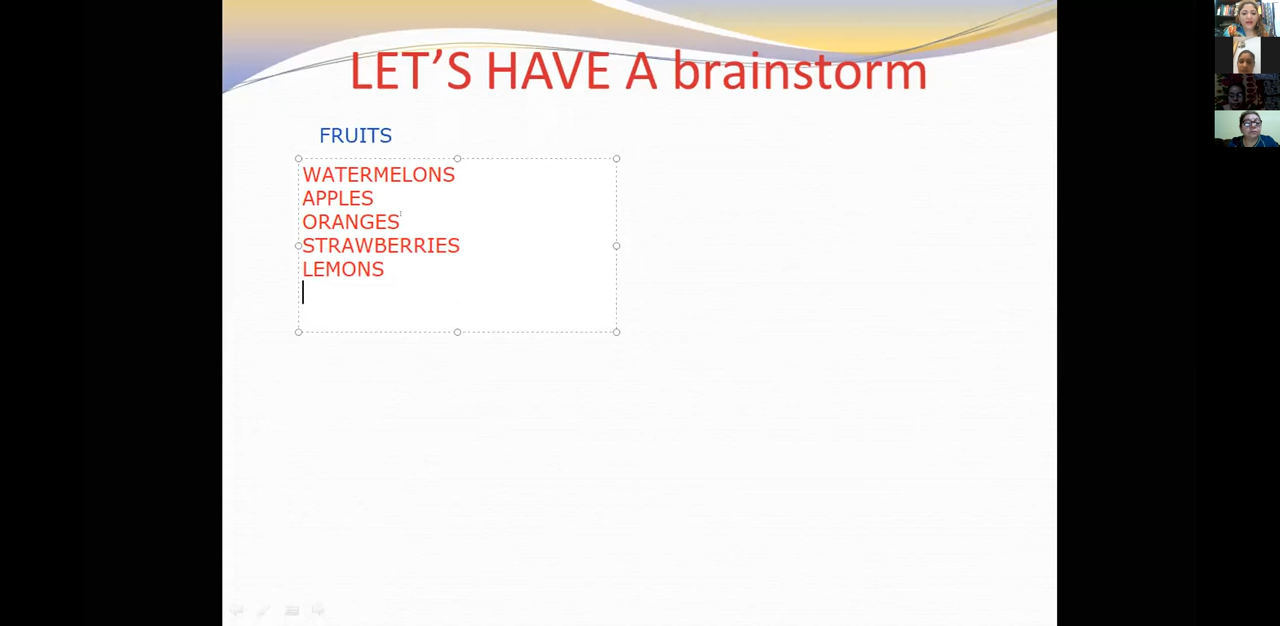 LET'S HAVE A brainstorm
FRUITS
WATERMELONS
APPLES
ORANGES
STRAWBERRIES
LEMONS